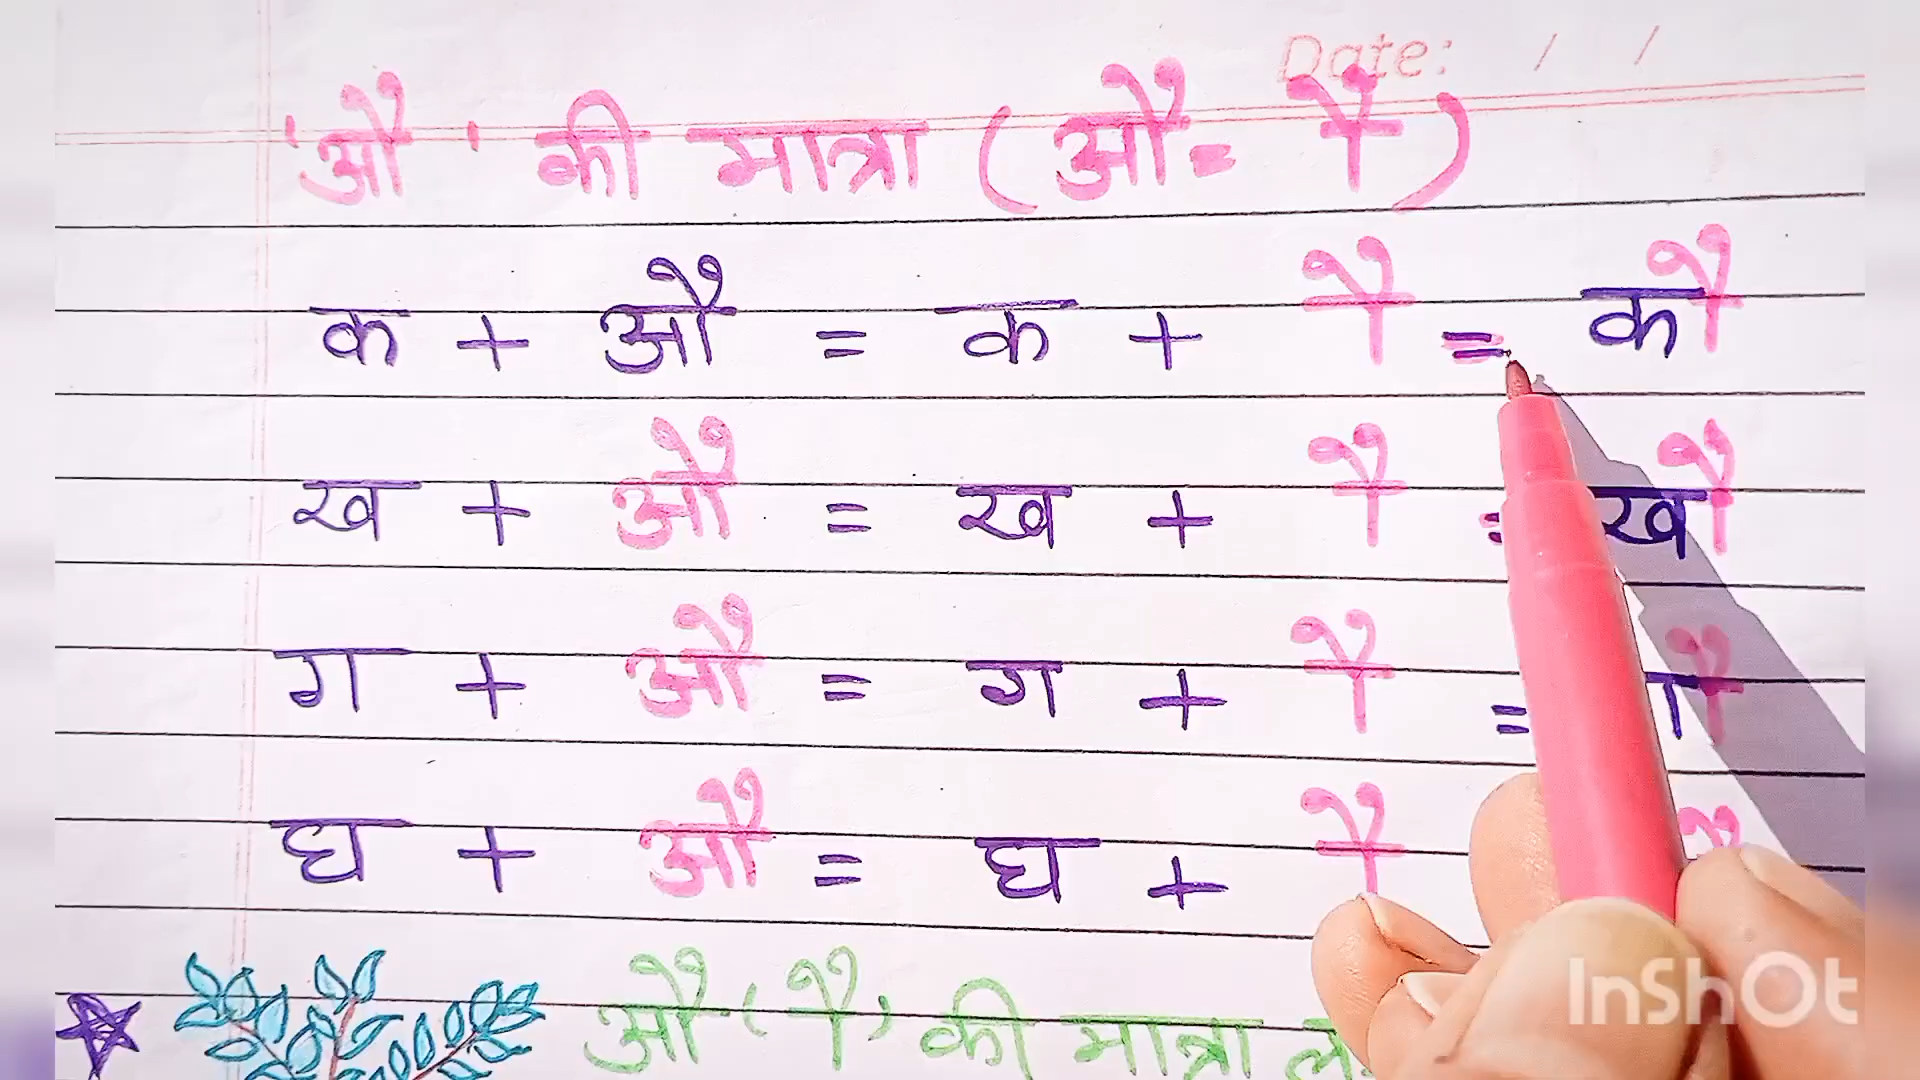 Date: / /
'औ' की मात्रा ( औ = ौ )
क + औ = क + ौ = कौ
ख + औ = ख + ौ = खौ
ग + औ = ग + ौ =
घ + औ = घ + ौ
औ ( ौ ) की मात्रा
InShOt